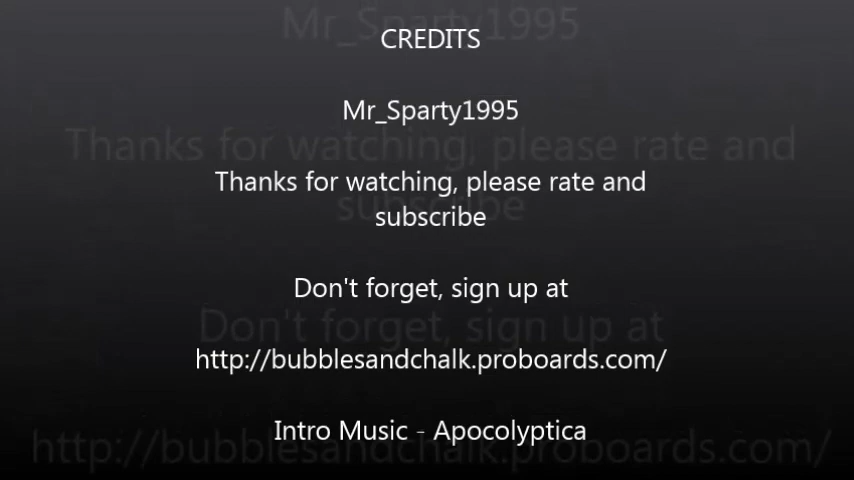 CREDITS
Mr_Sparty1995
Thanks for watching, please rate and
subscribe
Don't forget, sign up at
http://bubblesandchalk.proboards.com/
Intro Music - Apocolyptica